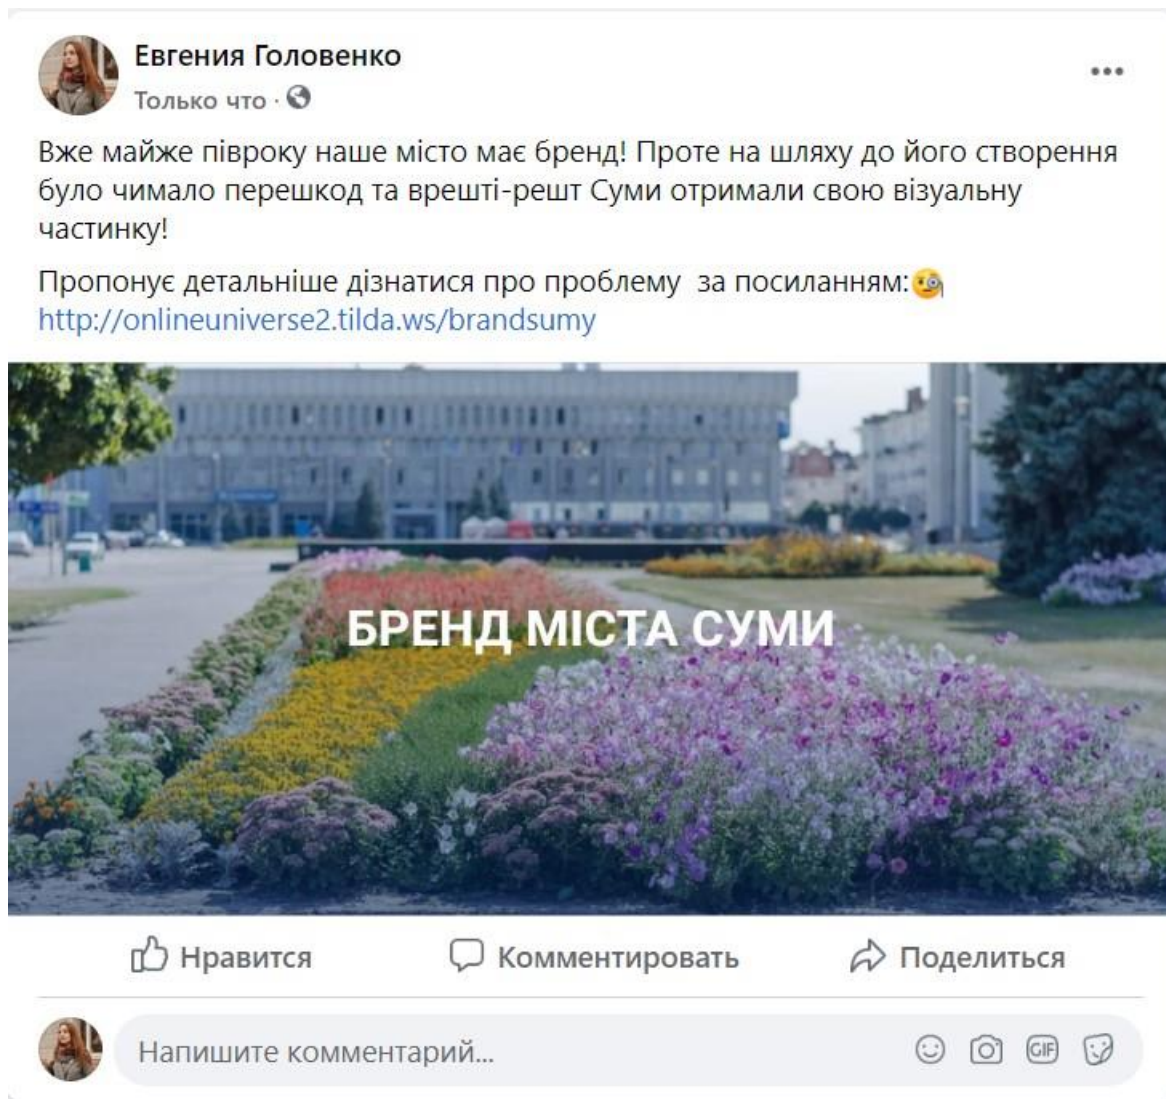 Евгения Головенко
Только что ·
Вже майже півроку наше місто має бренд! Проте на шляху до його створення
було чимало перешкод та врешті-решт Суми отримали свою візуальну
частинку!
Пропонує детальніше дізнатися про проблему за посиланням:🧐
http://onlineuniverse2.tilda.ws/brandsumy
БРЕНД МІСТА СУМИ
Нравится Комментировать Поделиться
Напишите комментарий... GIF